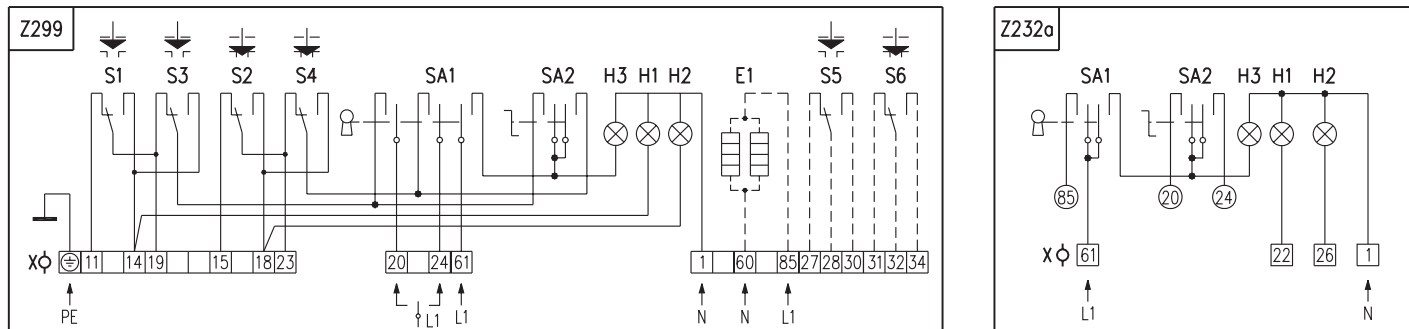 Z299
S1 S3 S2 S4 SA1 SA2 H3 H1 H2 E1 S5 S6
X 11 14 19 15 18 23 20 24 61 1 60 85 27 28 30 31 32 34
PE L1 L1 N N L1
Z232a
SA1 SA2 H3 H1 H2
85 20 24
X 61 22 26 1
L1 N